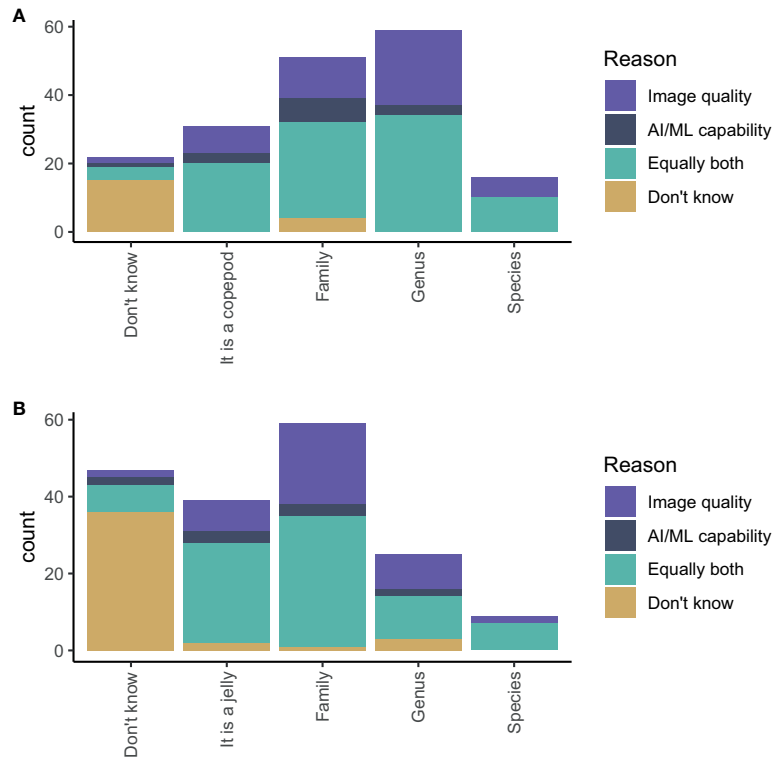 A
60
40
20
0
count
Don't know
It is a copepod
Family
Genus
Species
Reason
Image quality
AI/ML capability
Equally both
Don't know
B
60
40
20
0
count
Don't know
It is a jelly
Family
Genus
Species
Reason
Image quality
AI/ML capability
Equally both
Don't know